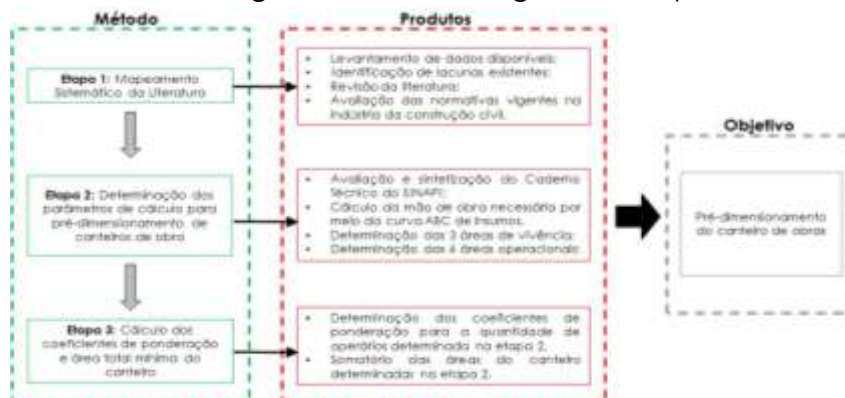 Método
Etapa 1: Mapeamento
Sistemático da Literatura
Etapa 2: Determinação dos
parâmetros de cálculo para
pré-dimensionamento de
canteiros de obra
Etapa 3: Cálculo dos
coeficientes de ponderação
e área total mínima do
canteiro
Produtos
• Levantamento de dados disponíveis;
• Identificação de lacunas existentes;
• Revisão da literatura;
• Avaliação das normativas vigentes na
indústria da construção civil.
• Avaliação e sintetização do Caderno
Técnico do SINAPI;
• Cálculo da mão de obra necessária por
meio da curva ABC de insumos.
• Determinação das 3 áreas de vivência;
• Determinação das áreas operacionais
• Determinação dos coeficientes de
ponderação para a quantidade de
operários determinada na etapa 2.
• Somatório das áreas do canteiro
determinadas na etapa 2.
Objetivo
Pré-dimensionamento
do canteiro de obras